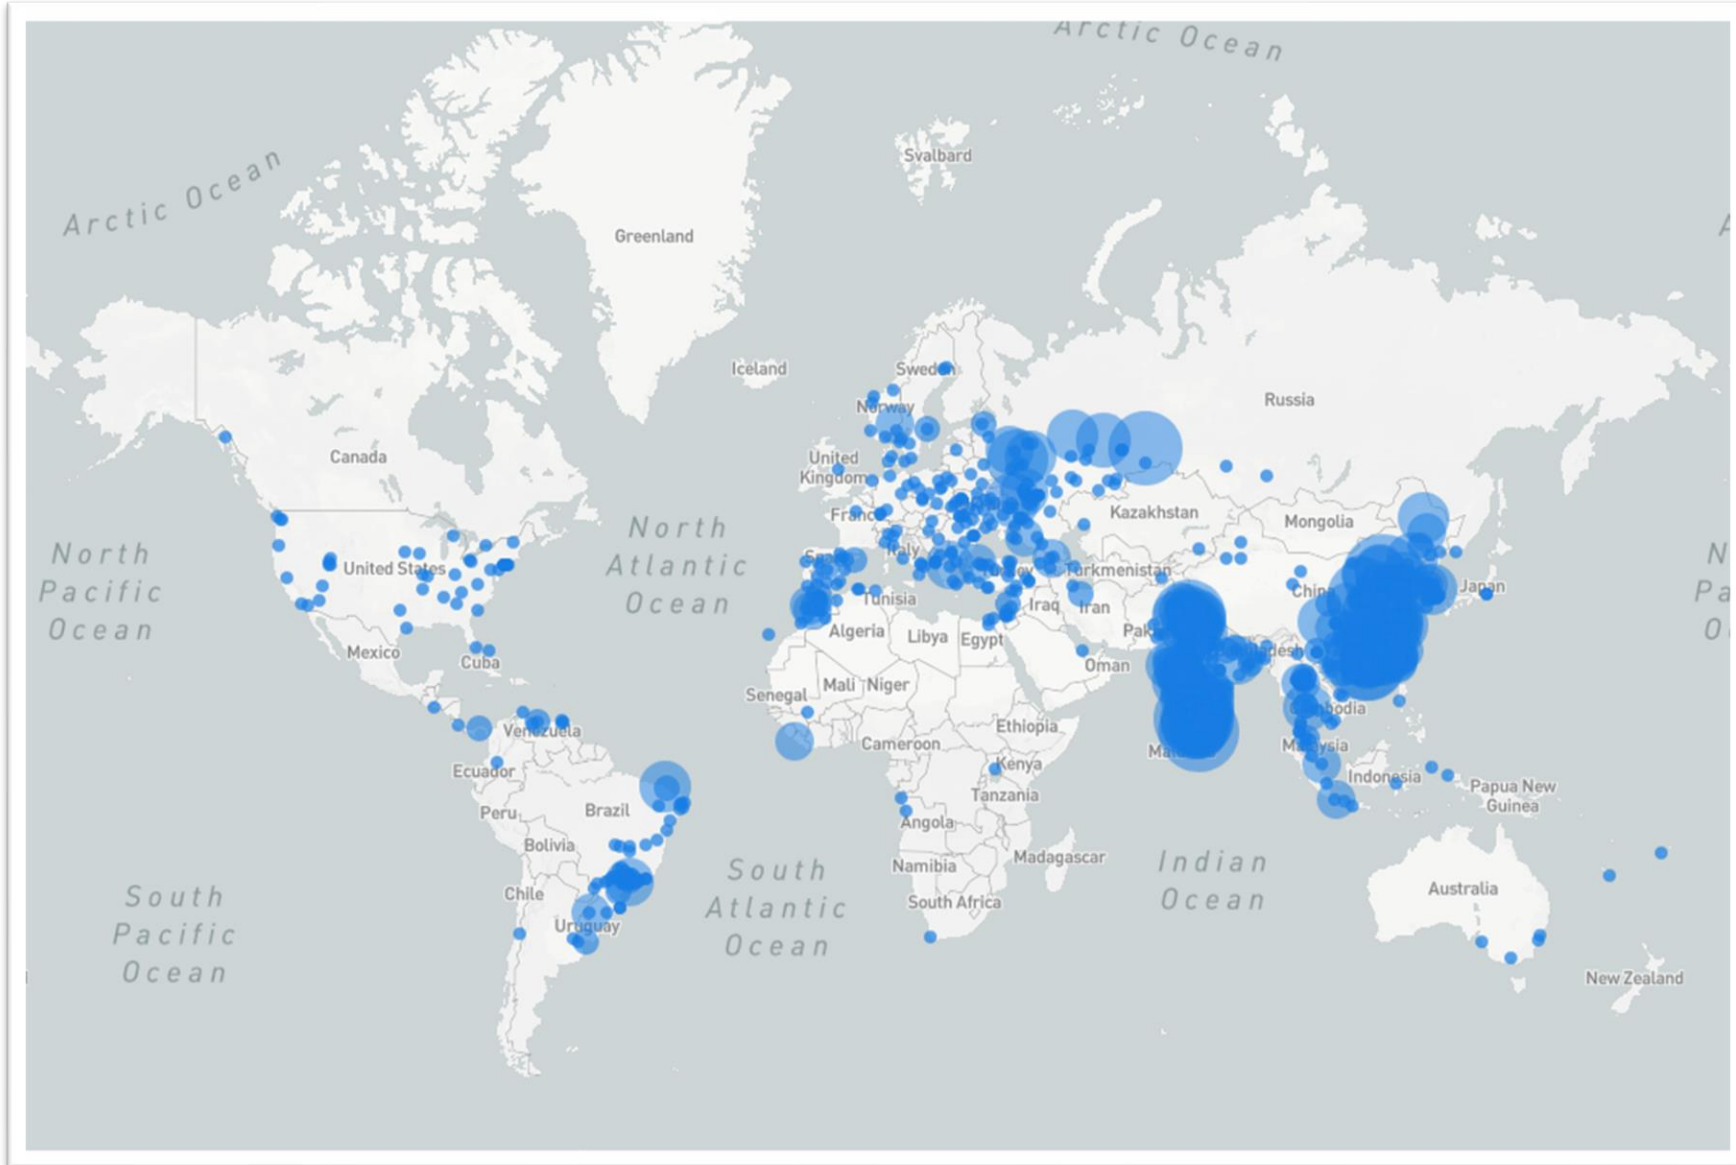 Arctic Ocean
Arctic Ocean
Svalbard
Greenland
Iceland
Sweden
Norway
Russia
Canada
United
Kingdom
North
Pacific
Ocean
North
Atlantic
Ocean
France
Kazakhstan
Mongolia
Italy
United States
Turkmenistan
Japan
Tunisia
Iraq
Iran
Algeria
Libya
Egypt
Mexico
Cuba
Oman
Senegal
Mali
Niger
Venezuela
Ethiopia
Cameroon
Malaysia
Kenya
Ecuador
Indonesia
Papua New
Guinea
Tanzania
Peru
Brazil
Angola
Bolivia
Madagascar
Namibia
South
Atlantic
Ocean
Indian
Ocean
Chile
South Africa
Australia
South
Pacific
Ocean
Uruguay
New Zealand